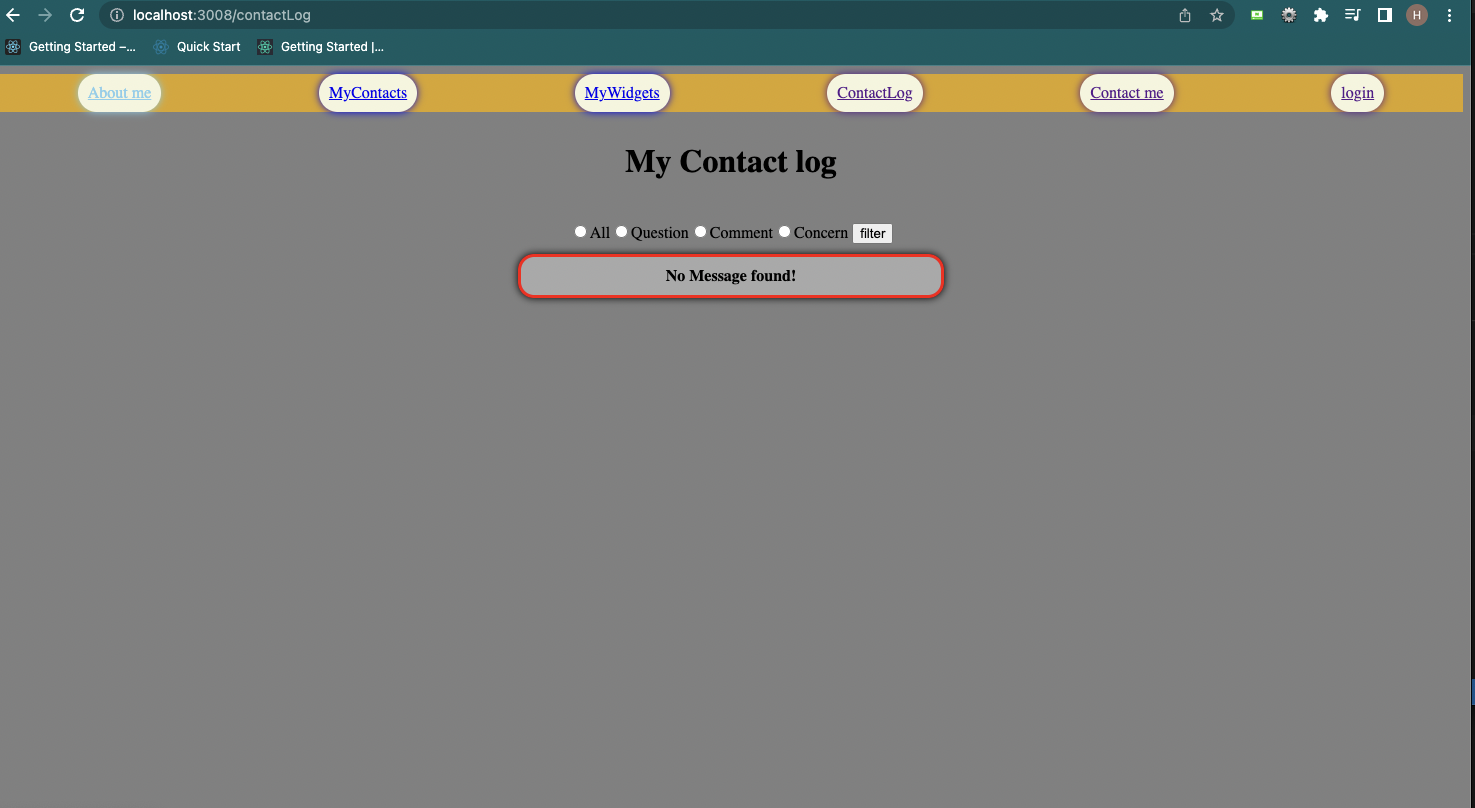 localhost:3008/contactLog
H
Getting Started –... Quick Start Getting Started |...
About me MyContacts MyWidgets ContactLog Contact me login
My Contact log
All Question Comment Concern filter
No Message found!